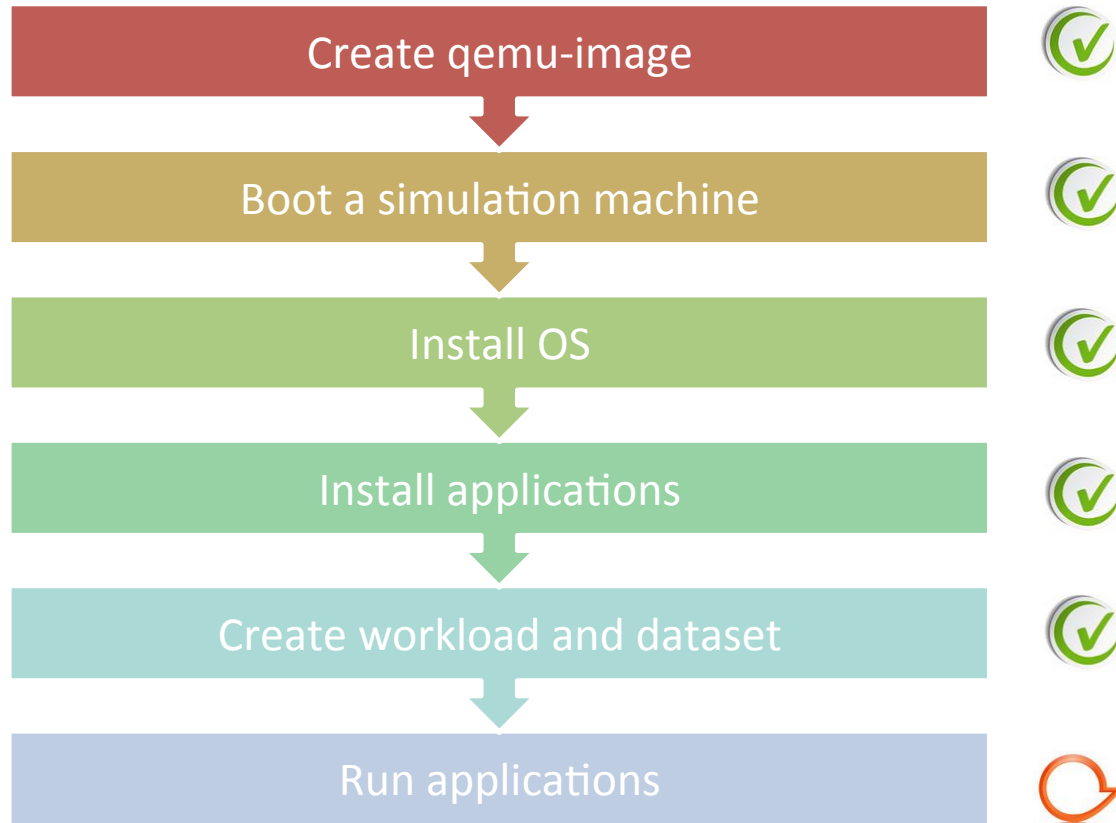 Create qemu-image
Boot a simulation machine
Install OS
Install applications
Create workload and dataset
Run applications